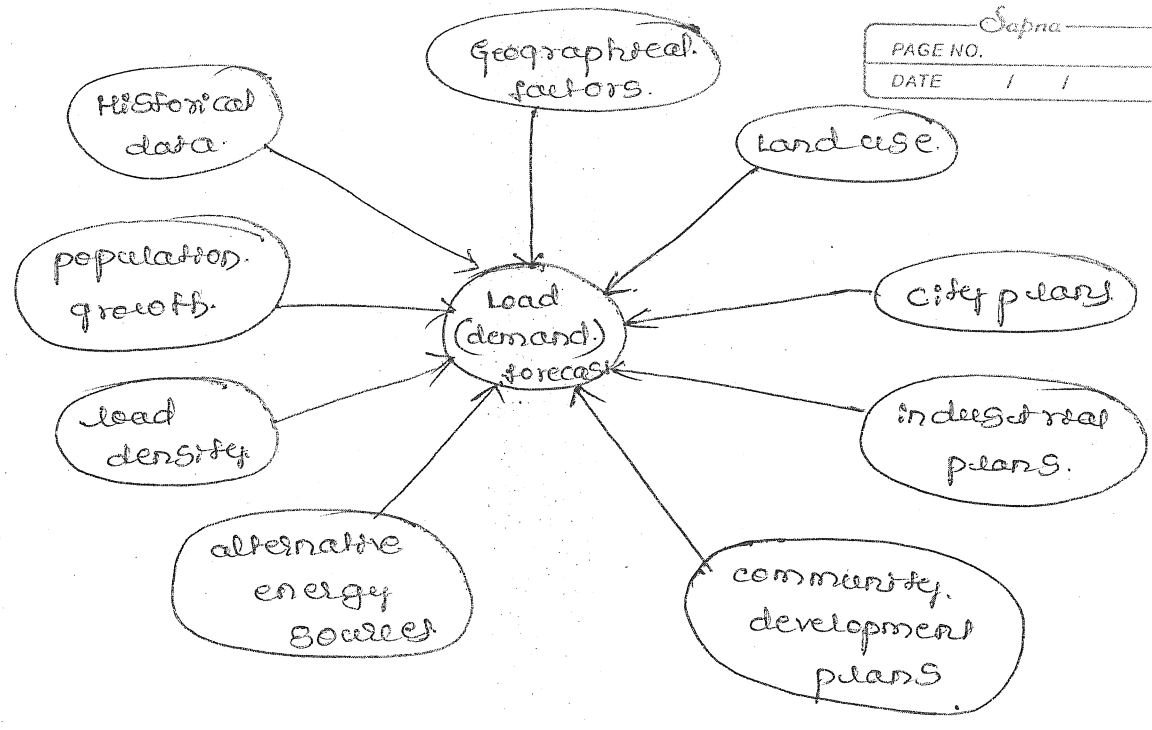 Sapna
PAGE NO.
DATE / /
Geographical
factors.
Historical
data.
Land use.
population.
growth.
Load
(demand.)
forecast
city plans
load
density.
industrial
plans.
alternative
energy
sources
community.
development
plans